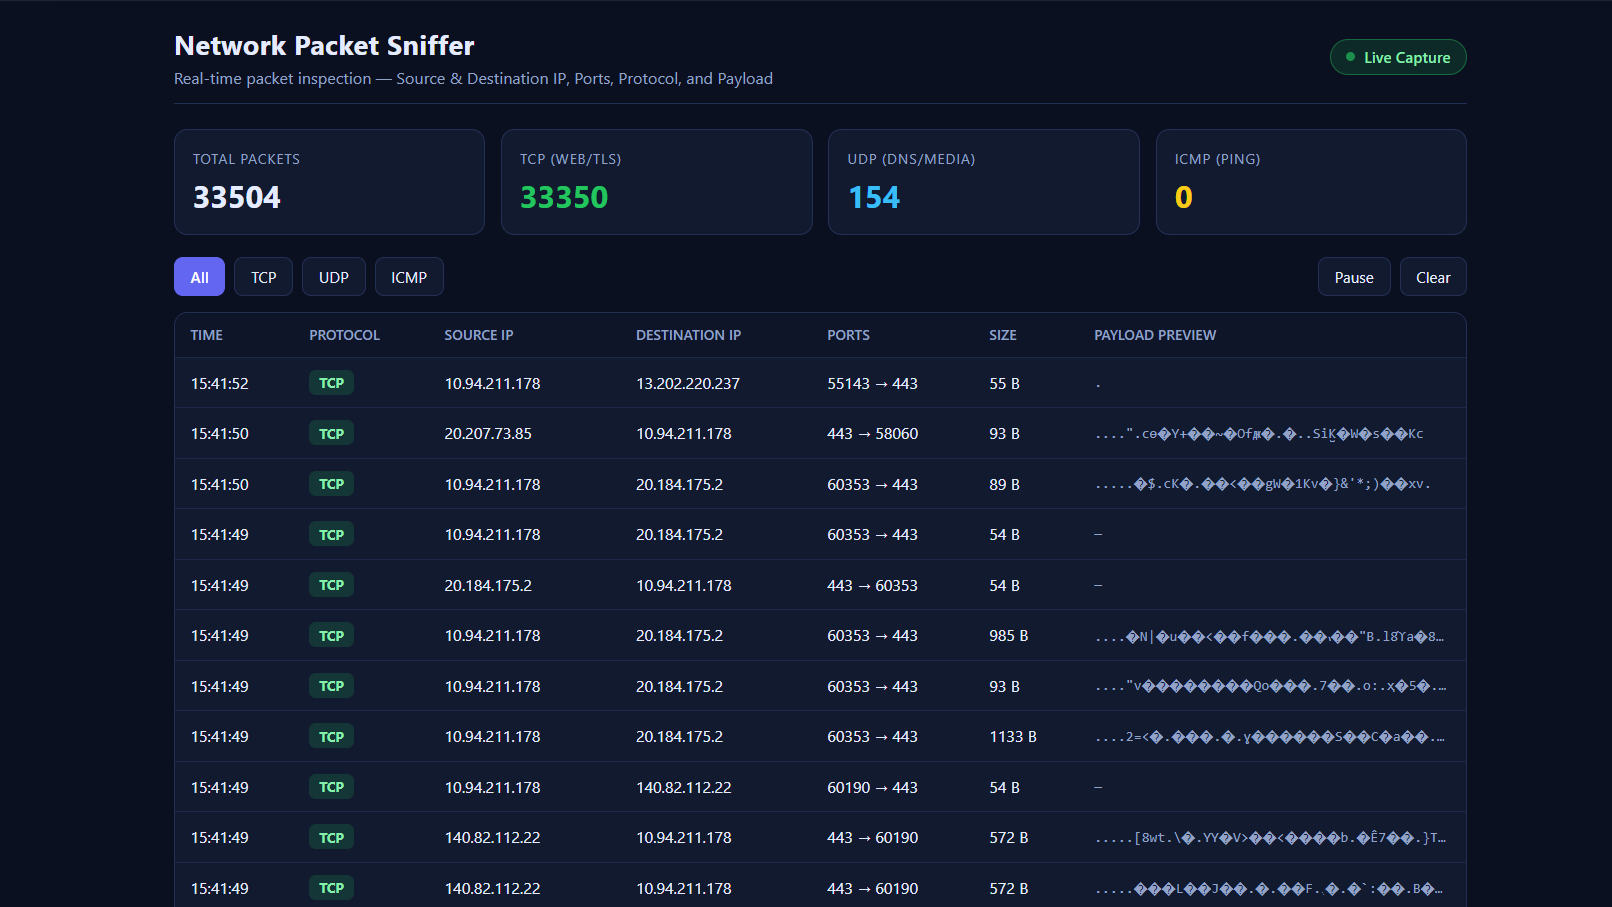 Network Packet Sniffer
Real-time packet inspection — Source & Destination IP, Ports, Protocol, and Payload
Live Capture
TOTAL PACKETS
33504
TCP (WEB/TLS)
33350
UDP (DNS/MEDIA)
154
ICMP (PING)
0
All TCP UDP ICMP Pause Clear
TIME PROTOCOL SOURCE IP DESTINATION IP PORTS SIZE PAYLOAD PREVIEW
15:41:52 TCP 10.94.211.178 13.202.220.237 55143 → 443 55 B .
15:41:50 TCP 20.207.73.85 10.94.211.178 443 → 58060 93 B
15:41:50 TCP 10.94.211.178 20.184.175.2 60353 → 443 89 B .....�$.cK�.��<��gW�1Kv�}&'*;)��xv.
15:41:49 TCP 10.94.211.178 20.184.175.2 60353 → 443 54 B —
15:41:49 TCP 20.184.175.2 10.94.211.178 443 → 60353 54 B —
15:41:49 TCP 10.94.211.178 20.184.175.2 60353 → 443 985 B
15:41:49 TCP 10.94.211.178 20.184.175.2 60353 → 443 93 B
15:41:49 TCP 10.94.211.178 20.184.175.2 60353 → 443 1133 B
15:41:49 TCP 10.94.211.178 140.82.112.22 60190 → 443 54 B —
15:41:49 TCP 140.82.112.22 10.94.211.178 443 → 60190 572 B .....[8wt.\�.YY�V>��<����b.�Ê7��.}T…
15:41:49 TCP 140.82.112.22 10.94.211.178 443 → 60190 572 B